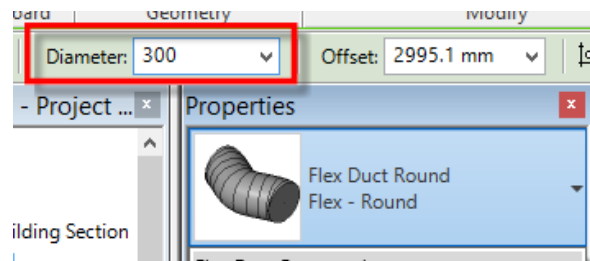 Geometry
Modify
Diameter: 300 Offset: 2995.1 mm
- Project ... x Properties x
Flex Duct Round
Flex - Round
ilding Section